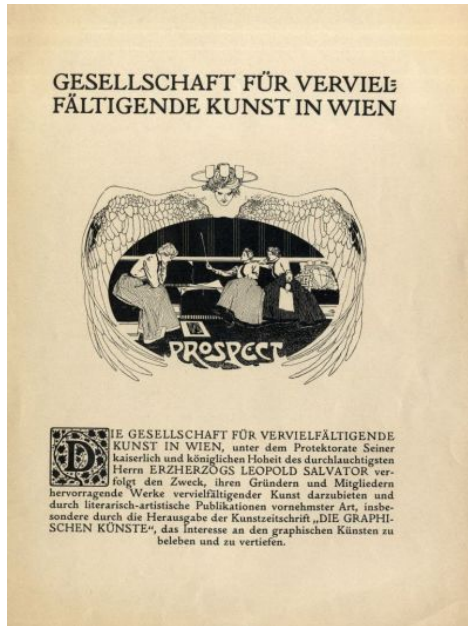 GESELLSCHAFT FÜR VERVIEL=
FÄLTIGENDE KUNST IN WIEN
PROSPECT
DIE GESELLSCHAFT FÜR VERVIELFÄLTIGENDE
KUNST IN WIEN, unter dem Protektorate Seiner
kaiserlich und königlichen Hoheit des durchlauchtigsten
Herrn ERZHERZOGS LEOPOLD SALVATOR ver-
folgt den Zweck, ihren Gründern und Mitgliedern
hervorragende Werke vervielfältigender Kunst darzubieten und
durch literarisch-artistische Publikationen vornehmster Art, insbe-
sondere durch die Herausgabe der Kunstzeitschrift „DIE GRAPHI-
SCHEN KÜNSTE“, das Interesse an den graphischen Künsten zu
beleben und zu vertiefen.